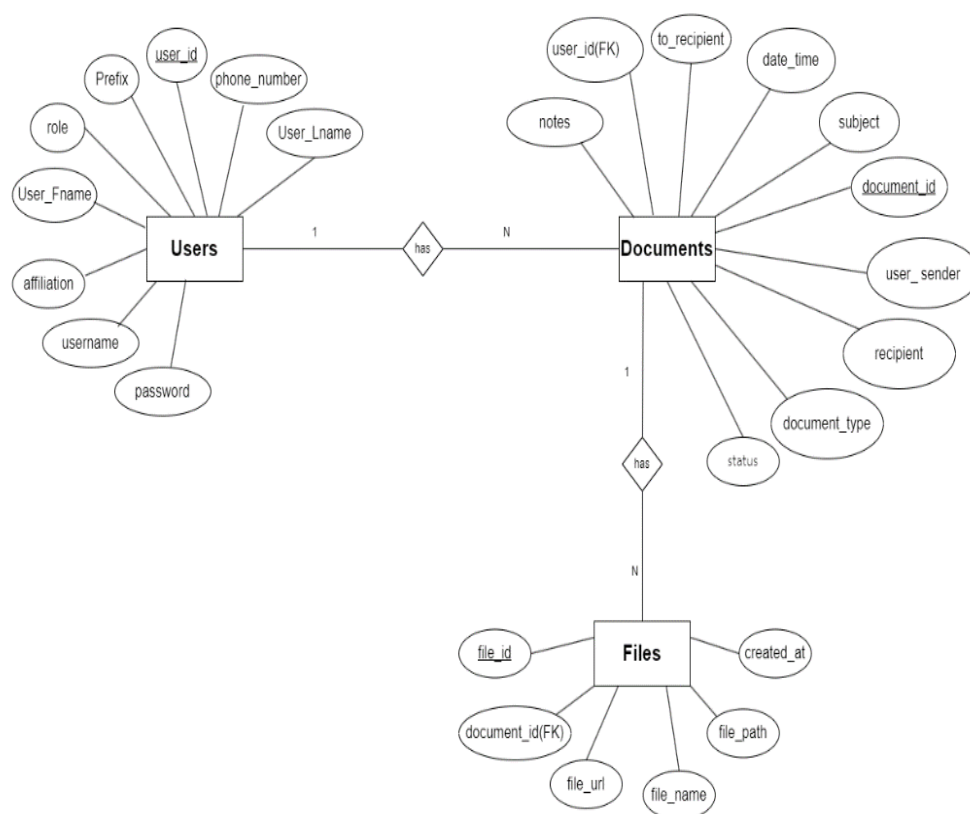 user_id
Prefix
phone_number
role
User_Lname
User_Fname
Users
affiliation
username
password
1
has
N
user_id(FK)
to_recipient
date_time
notes
subject
document_id
Documents
user_ sender
recipient
document_type
status
1
has
N
file_id
Files
created_at
document_id(FK)
file_path
file_url
file_name